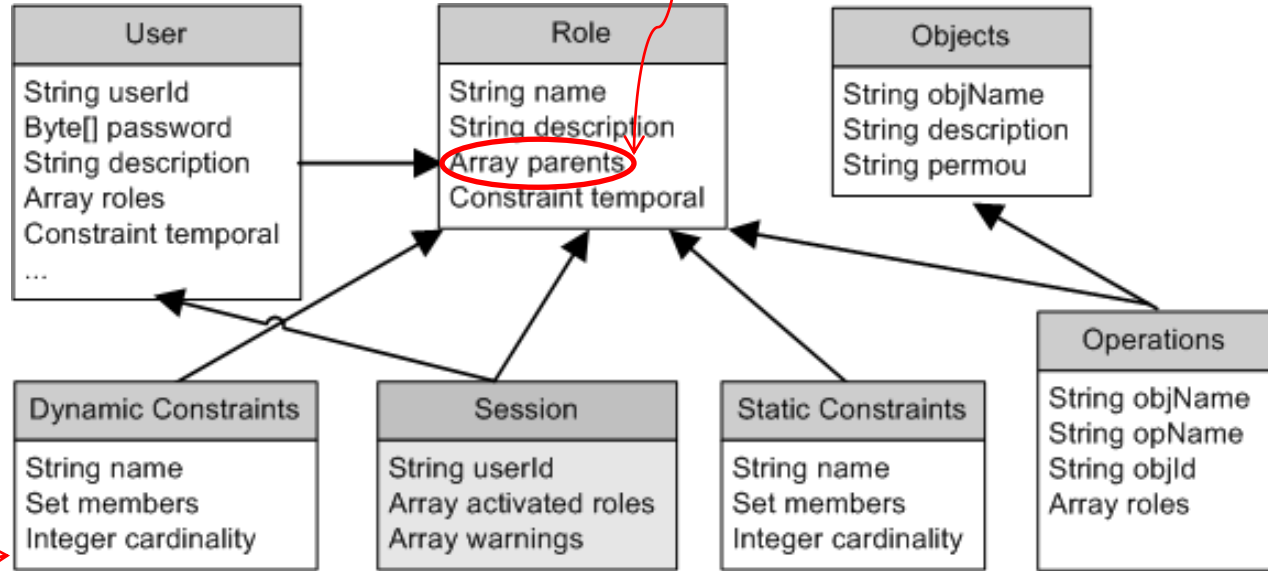 User
String userId
Byte[] password
String description
Array roles
Constraint temporal
...
Role
String name
String description
Array parents
Constraint temporal
Objects
String objName
String description
String permou
Dynamic Constraints
String name
Set members
Integer cardinality
Session
String userId
Array activated roles
Array warnings
Static Constraints
String name
Set members
Integer cardinality
Operations
String objName
String opName
String objId
Array roles